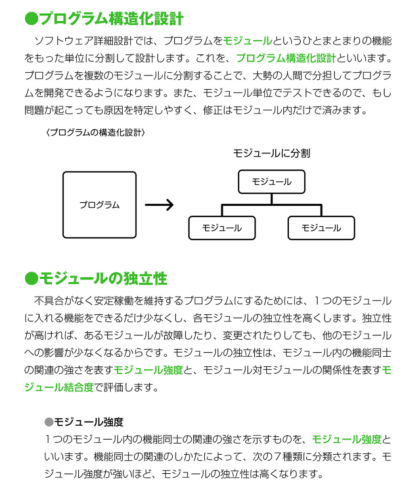 ●プログラム構造化設計
ソフトウェア詳細設計では、プログラムをモジュールというひとまとまりの機能
をもった単位に分割して設計します。これを、プログラム構造化設計といいます。
プログラムを複数のモジュールに分割することで、大勢の人間で分担してプログラ
ムを開発できるようになります。また、モジュール単位でテストできるので、もし
問題が起こっても原因を特定しやすく、修正はモジュール内だけで済みます。
〈プログラムの構造化設計〉
モジュールに分割
モジュール
プログラム
モジュール
モジュール
●モジュールの独立性
不具合がなく安定稼働を維持するプログラムにするためには、1つのモジュール
に入れる機能をできるだけ少なくし、各モジュールの独立性を高くします。独立性
が高ければ、あるモジュールが故障したり、変更されたりしても、他のモジュール
への影響が少なくなるからです。モジュールの独立性は、モジュール内の機能同士
の関連の強さを表すモジュール強度と、モジュール対モジュールの関係性を表すモ
ジュール結合度で評価します。
●モジュール強度
1つのモジュール内の機能同士の関連の強さを示すものを、モジュール強度と
いいます。機能同士の関連のしかたによって、次の7種類に分類されます。モ
ジュール強度が強いほど、モジュールの独立性は高くなります。